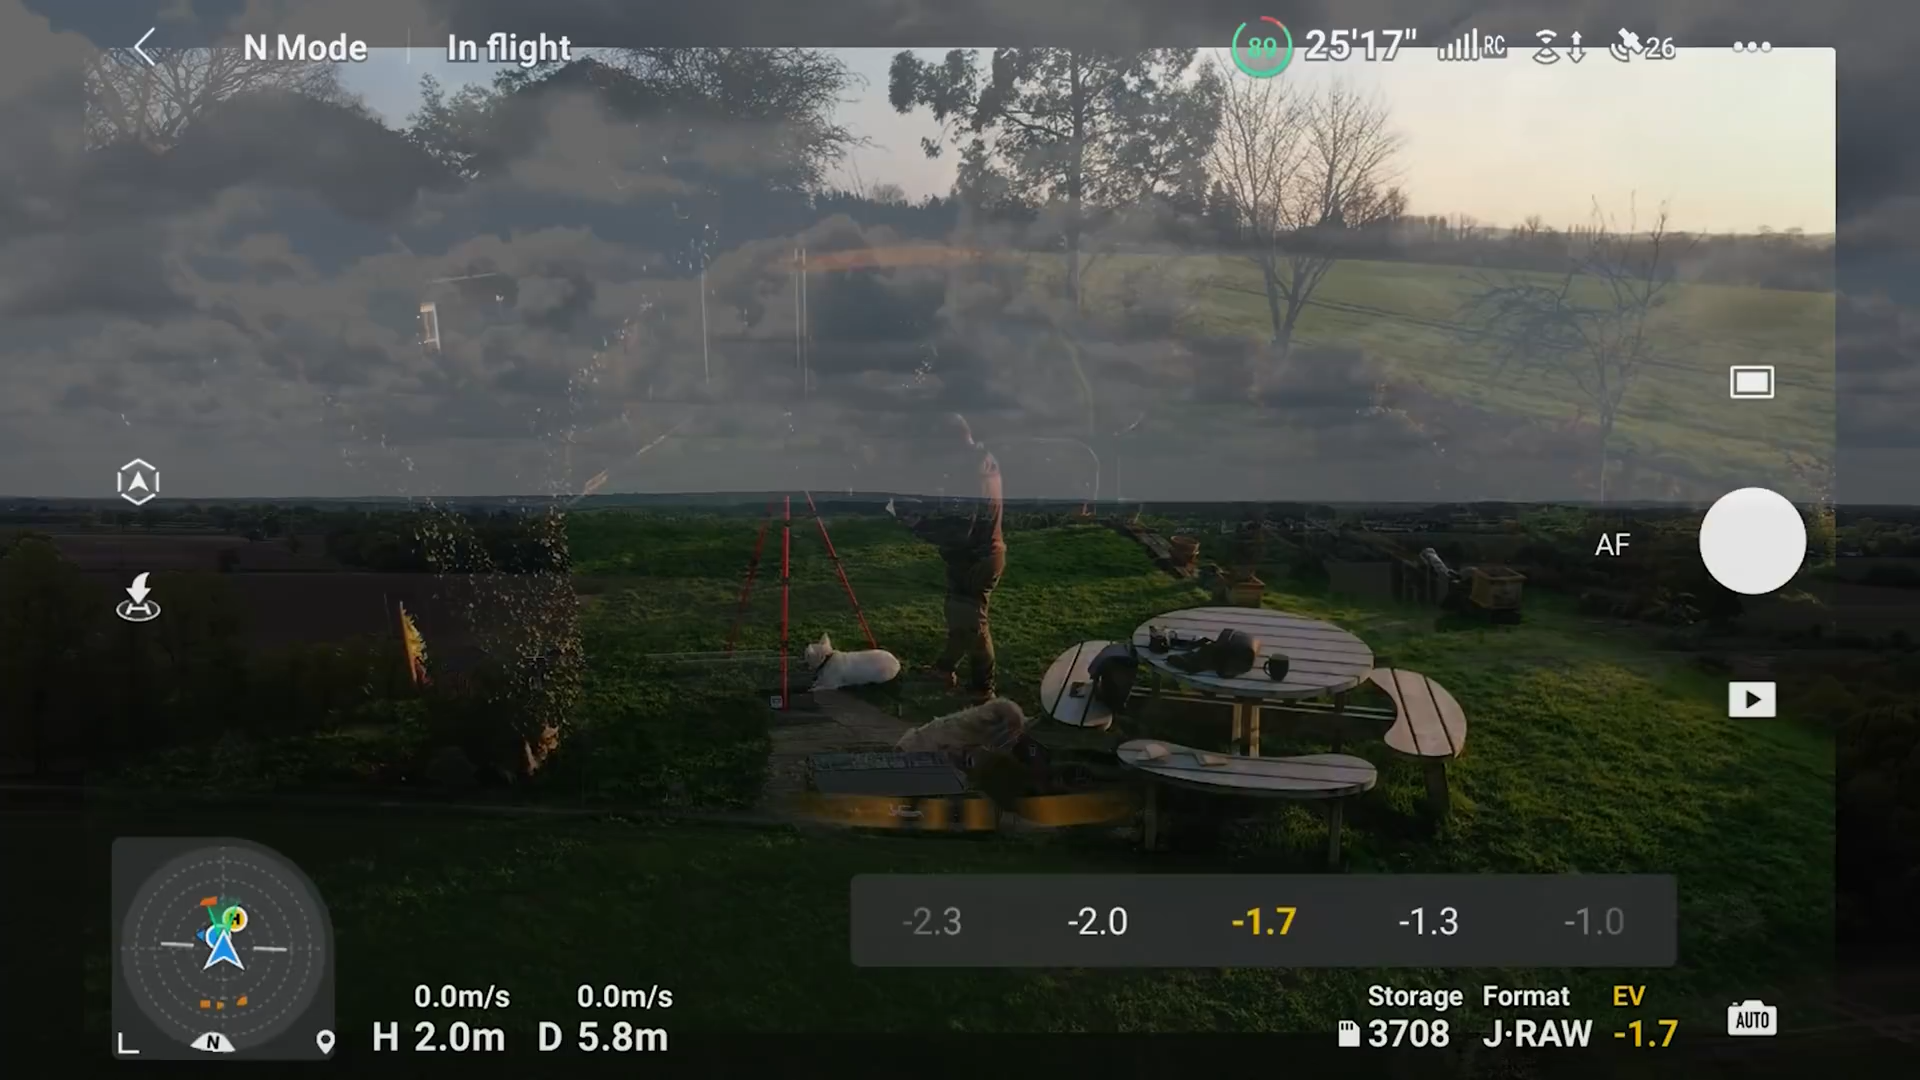 N Mode
In flight
89
25'17"
RC
26
AF
-2.3
-2.0
-1.7
-1.3
-1.0
0.0m/s
0.0m/s
H 2.0m
D 5.8m
H
N
Storage
3708
Format
J·RAW
EV
-1.7
AUTO